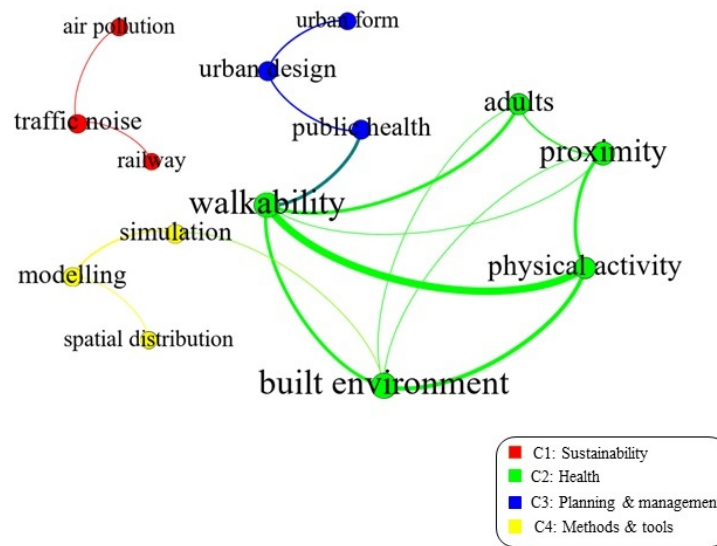 urban form
air pollution
urban design
adults
traffic noise
public health
proximity
railway
walkability
simulation
physical activity
modelling
spatial distribution
built environment
C1: Sustainability
C2: Health
C3: Planning & managemen
C4: Methods & tools